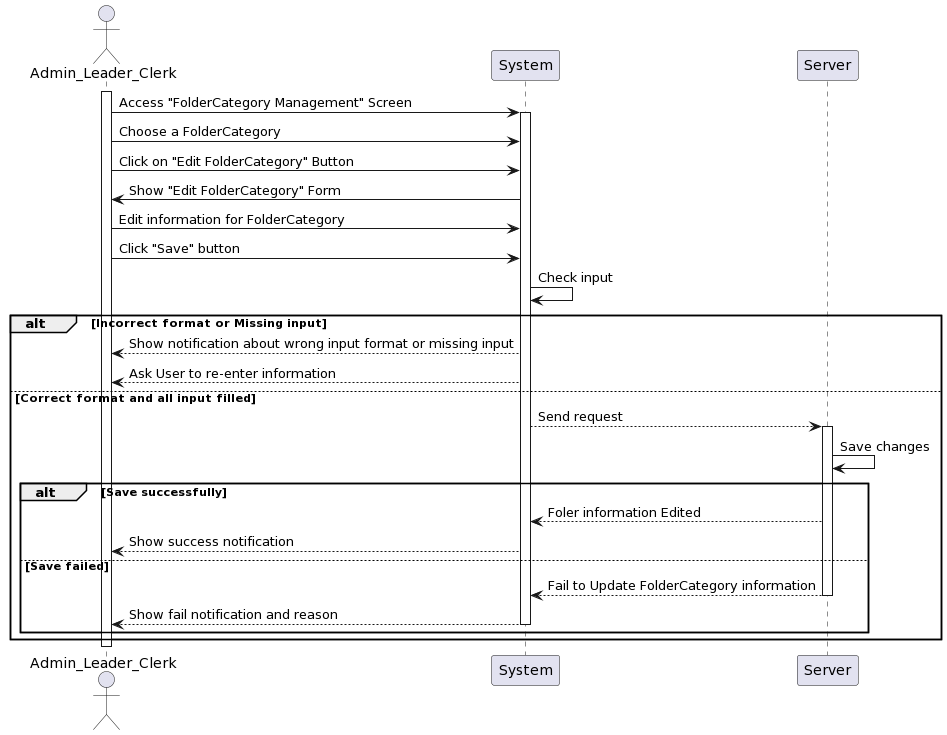 Admin_Leader_Clerk
System
Server
Access "FolderCategory Management" Screen
Choose a FolderCategory
Click on "Edit FolderCategory" Button
Show "Edit FolderCategory" Form
Edit information for FolderCategory
Click "Save" button
Check input
alt [Incorrect format or Missing input]
Show notification about wrong input format or missing input
Ask User to re-enter information
[Correct format and all input filled]
Send request
Save changes
alt [Save successfully]
Foler information Edited
Show success notification
[Save failed]
Fail to Update FolderCategory information
Show fail notification and reason
Admin_Leader_Clerk
System
Server